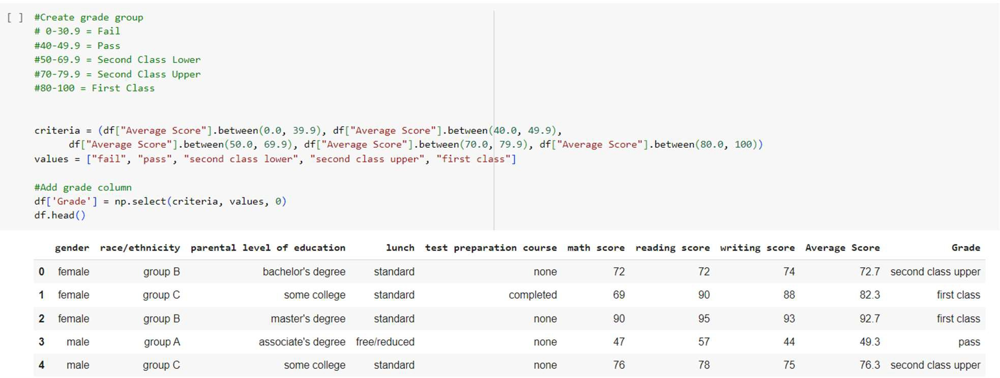 [ ] #Create grade group
# 0-30.9 = Fail
#40-49.9 = Pass
#50-69.9 = Second Class Lower
#70-79.9 = Second Class Upper
#80-100 = First Class
criteria = (df["Average Score"].between(0.0, 39.9), df["Average Score"].between(40.0, 49.9),
df["Average Score"].between(50.0, 69.9), df["Average Score"].between(70.0, 79.9), df["Average Score"].between(80.0, 100))
values = ["fail", "pass", "second class lower", "second class upper", "first class"]
#Add grade column
df['Grade'] = np.select(criteria, values, 0)
df.head()
gender race/ethnicity parental level of education lunch test preparation course math score reading score writing score Average Score Grade
0 female group B bachelor's degree standard none 72 72 74 72.7 second class upper
1 female group C some college standard completed 69 90 88 82.3 first class
2 female group B master's degree standard none 90 95 93 92.7 first class
3 male group A associate's degree free/reduced none 47 57 44 49.3 pass
4 male group C some college standard none 76 78 75 76.3 second class upper